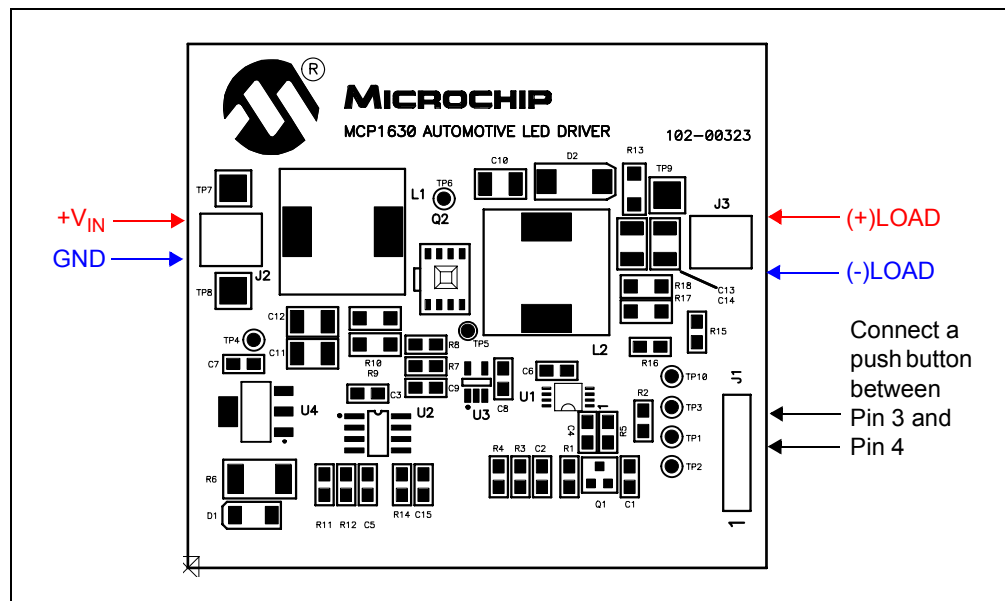 ®
MICROCHIP
MCP1630 AUTOMOTIVE LED DRIVER
102-00323
TP7
L1
TP6
Q2
C10
D2
R13
TP9
J3
+VIN
GND
(+)LOAD
(-)LOAD
J2
TP8
C13
C14
R18
R17
C12
TP4
C11
C7
R10
R9
R8
TP5
R7
C9
L2
R15
R16
C6
Connect a
push button
between
Pin 3 and
Pin 4
TP10
J1
U4
C3
U2
U3
C8
U1
1
C4
R5
R2
TP3
TP1
TP2
R6
D1
R11
R12
C5
R14
C15
R4
R3
C2
R1
Q1
C1
1